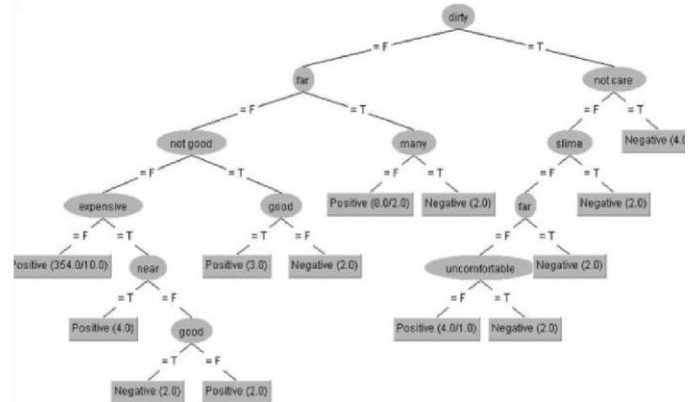 dirty
= F
= T
far
not care
= F
= T
= F
= T
not good
many
slime
Negative (4.0
= F
= T
= F
= T
= F
= T
expensive
good
Positive (8.0/2.0)
Negative (2.0)
far
Negative (2.0)
= F
= T
= T
= F
= F
= T
Positive (354.0/10.0)
near
Positive (3.0)
Negative (2.0)
uncomfortable
Negative (2.0)
= T
= F
= F
= T
Positive (4.0)
good
Positive (4.0/1.0)
Negative (2.0)
= T
= F
Negative (2.0)
Positive (2.0)